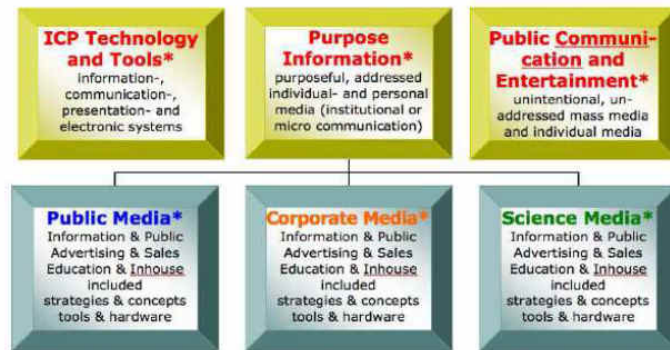 ICP Technology
and Tools*
information-,
communication-,
presentation- and
electronic systems
Purpose
Information*
purposeful, addressed
individual- and personal
media (institutional or
micro communication)
Public Communi-
cation and
Entertainment*
unintentional, un-
addressed mass media
and individual media
Public Media*
Information & Public
Advertising & Sales
Education & Inhouse
included
strategies & concepts
tools & hardware
Corporate Media*
Information & Public
Advertising & Sales
Education & Inhouse
included
strategies & concepts
tools & hardware
Science Media*
Information & Public
Advertising & Sales
Education & Inhouse
included
strategies & concepts
tools & hardware